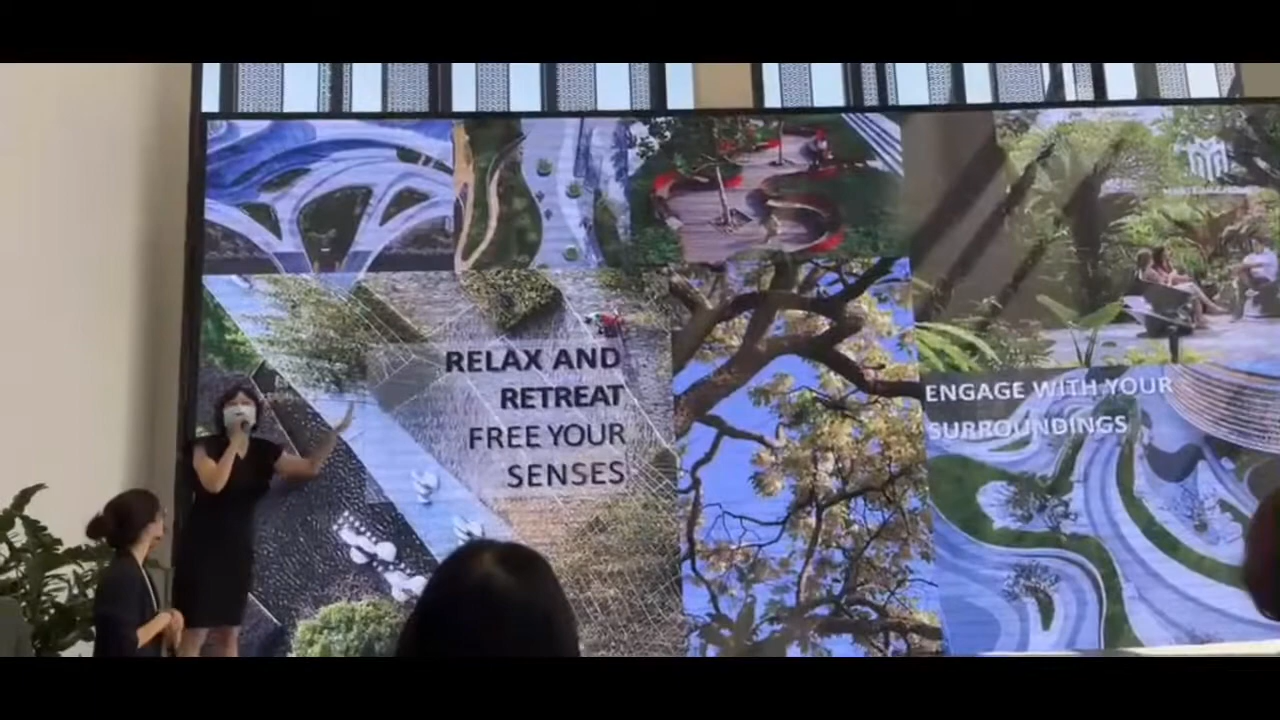 RELAX AND
RETREAT
FREE YOUR
SENSES
ENGAGE WITH YOUR
SURROUNDINGS